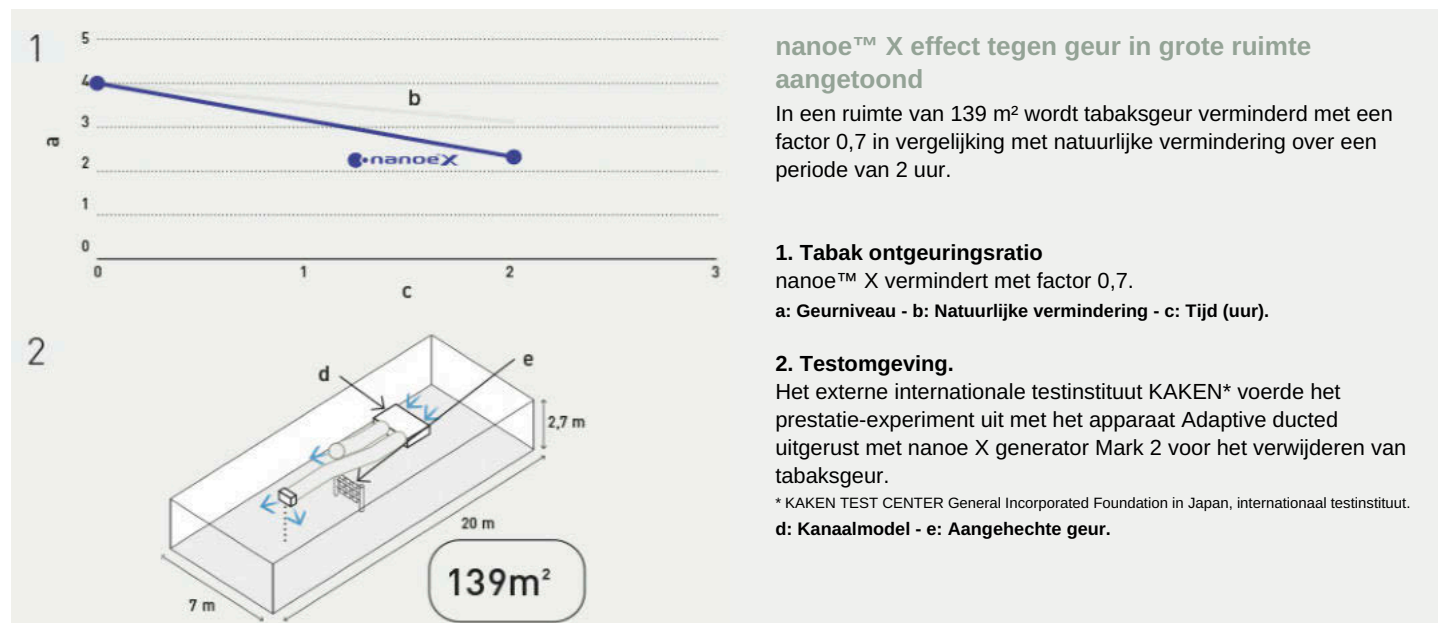 1
5
4
3
2
1
0
a
b
nanoeX
0
1
2
3
c
2
d
e
2,7 m
20 m
7 m
139m²
nanoe™ X effect tegen geur in grote ruimte
aangetoond
In een ruimte van 139 m² wordt tabaksgeur verminderd met een
factor 0,7 in vergelijking met natuurlijke vermindering over een
periode van 2 uur.
1. Tabak ontgeuringsratio
nanoe™ X vermindert met factor 0,7.
a: Geurniveau - b: Natuurlijke vermindering - c: Tijd (uur).
2. Testomgeving.
Het externe internationale testinstituut KAKEN* voerde het
prestatie-experiment uit met het apparaat Adaptive ducted
uitgerust met nanoe X generator Mark 2 voor het verwijderen van
tabaksgeur.
* KAKEN TEST CENTER General Incorporated Foundation in Japan, internationaal testinstituut.
d: Kanaalmodel - e: Aangehechte geur.